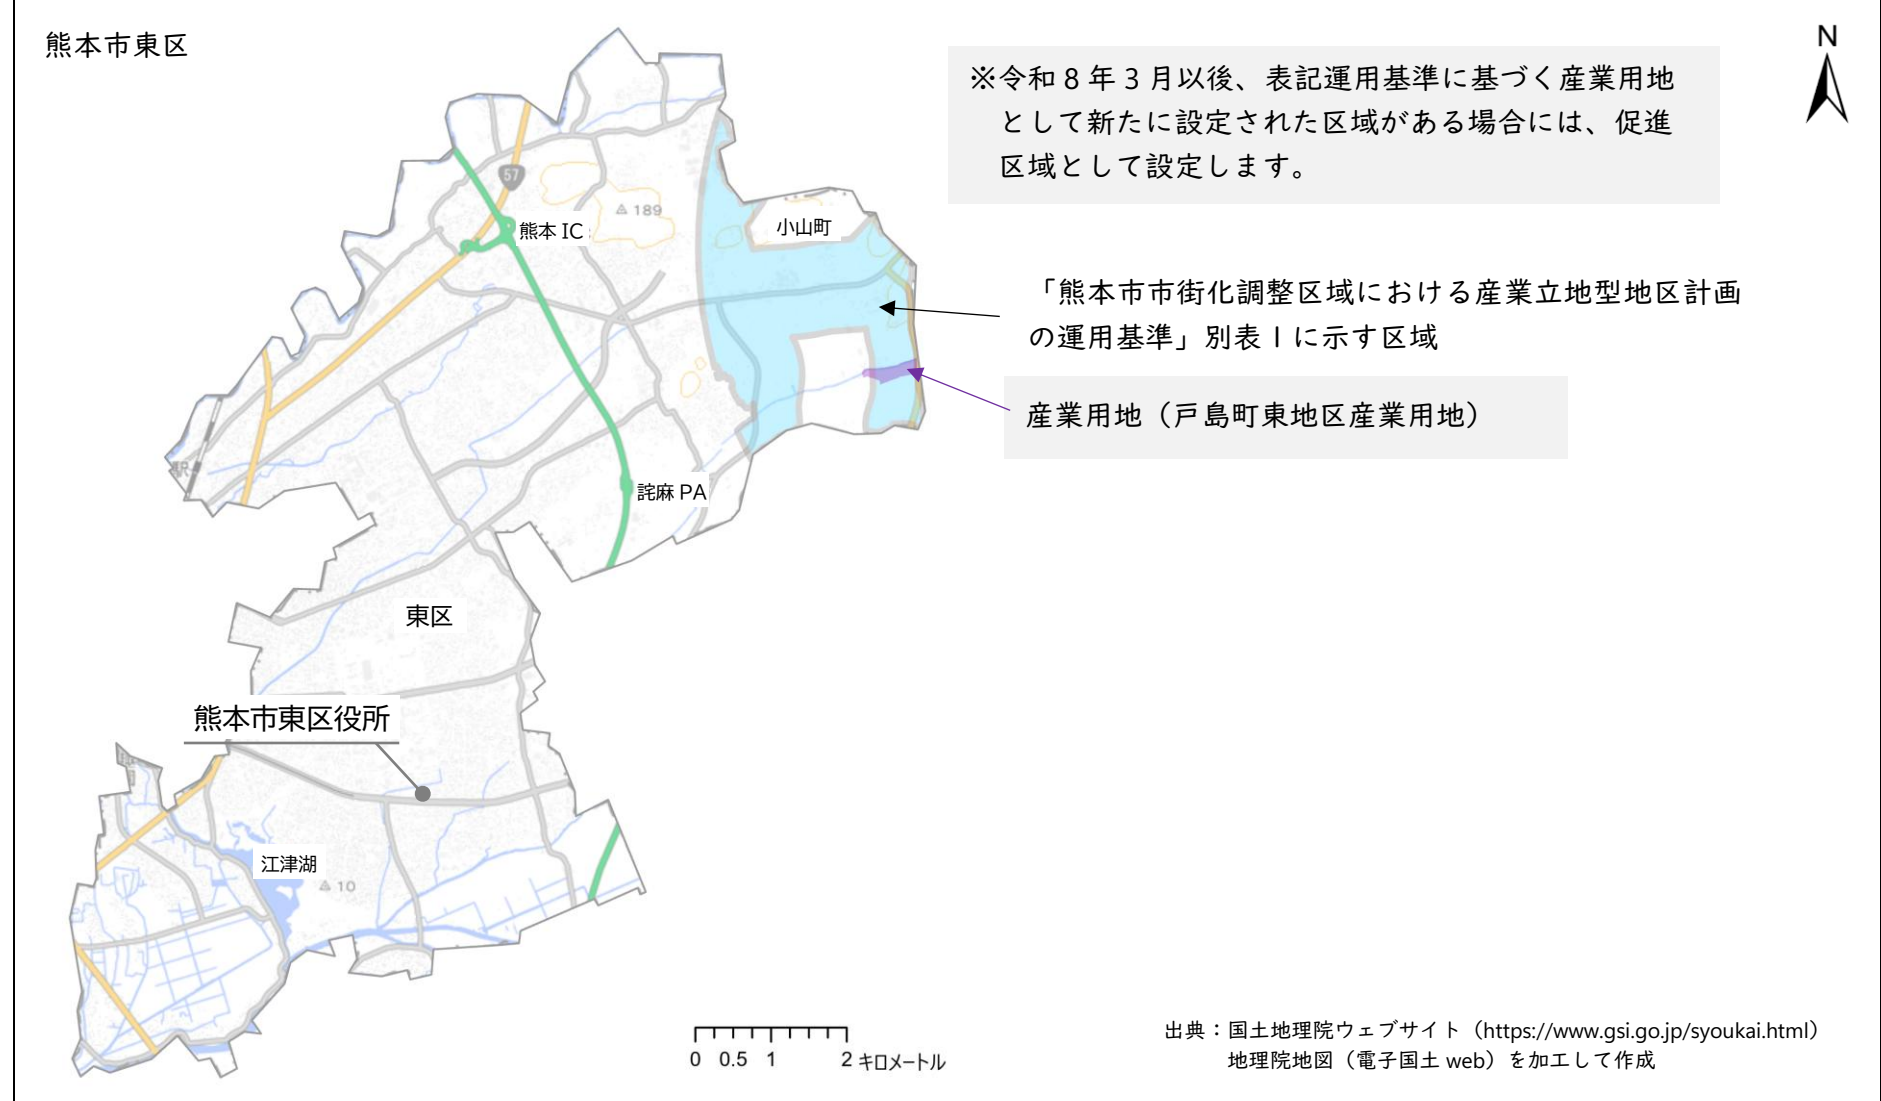 熊本市東区
N
※令和8年3月以後、表記運用基準に基づく産業用地
として新たに設定された区域がある場合には、促進
区域として設定します。
57
189
熊本 IC
小山町
「熊本市市街化調整区域における産業立地型地区計画
の運用基準」別表1に示す区域
産業用地（戸島町東地区産業用地）
駅
詫麻 PA
東区
熊本市東区役所
江津湖
10
0 0.5 1 2 キロメートル
出典：国土地理院ウェブサイト（https://www.gsi.go.jp/syoukai.html）
地理院地図（電子国土 web）を加工して作成